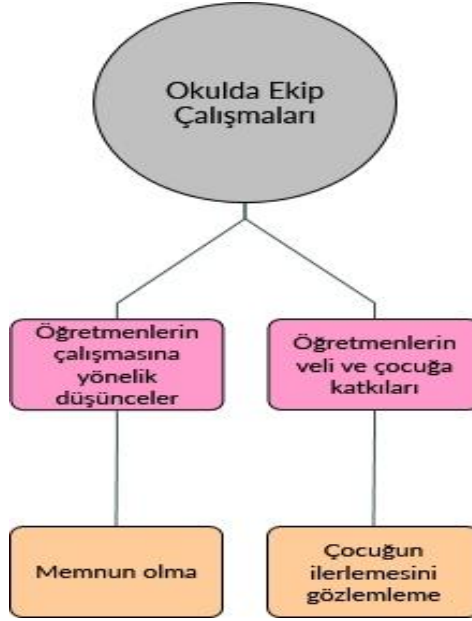 Okulda Ekip
Çalışmaları
Öğretmenlerin
çalışmasına
yönelik
düşünceler
Öğretmenlerin
veli ve çocuğa
katkıları
Memnun olma
Çocuğun
ilerlemesini
gözlemleme